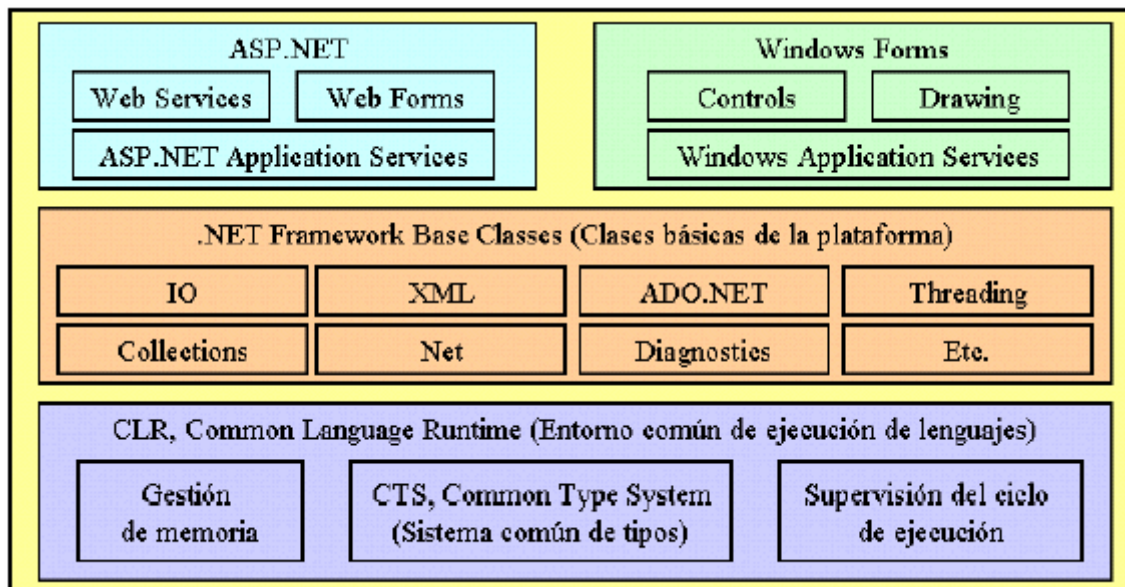 ASP.NET
Web Services
Web Forms
ASP.NET Application Services
Windows Forms
Controls
Drawing
Windows Application Services
.NET Framework Base Classes (Clases básicas de la plataforma)
IO
XML
ADO.NET
Threading
Collections
Net
Diagnostics
Etc.
CLR, Common Language Runtime (Entorno común de ejecución de lenguajes)
Gestión
de memoria
CTS, Common Type System
(Sistema común de tipos)
Supervisión del ciclo
de ejecución